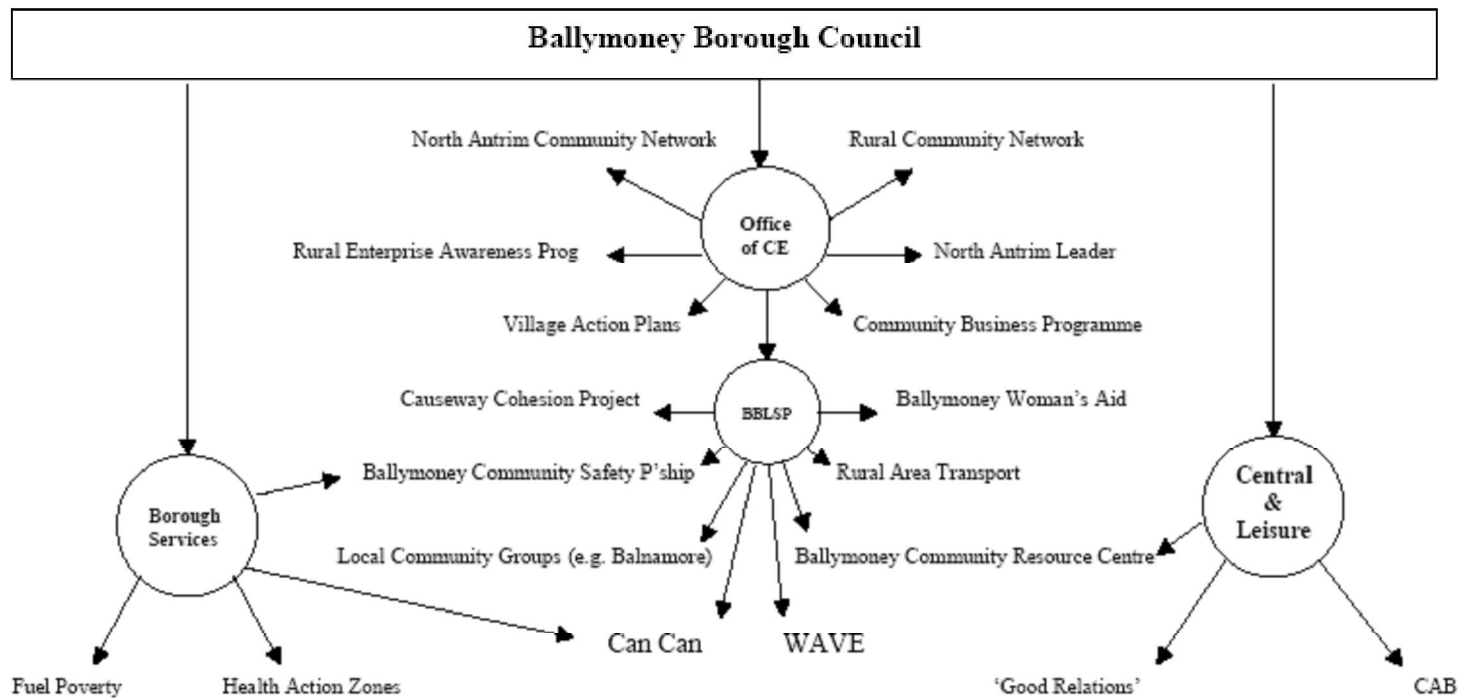 Ballymoney Borough Council
North Antrim Community Network
Rural Community Network
Office
of CE
Rural Enterprise Awareness Prog
North Antrim Leader
Village Action Plans
Community Business Programme
Causeway Cohesion Project
BBLSP
Ballymoney Woman's Aid
Ballymoney Community Safety P'ship
Rural Area Transport
Central
&
Leisure
Borough
Services
Local Community Groups (e.g. Balnamore)
Ballymoney Community Resource Centre
Can Can
WAVE
Fuel Poverty
Health Action Zones
'Good Relations'
CAB